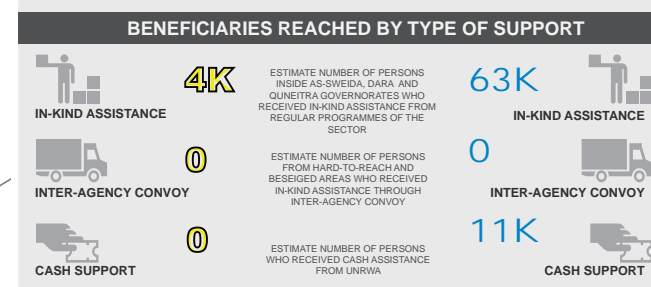 BENEFICIARIES REACHED BY TYPE OF SUPPORT
4K
IN-KIND ASSISTANCE
ESTIMATE NUMBER OF PERSONS
INSIDE AS-SWEIDA, DARA AND
QUNEITRA GOVERNORATES WHO
RECEIVED IN-KIND ASSISTANCE FROM
REGULAR PROGRAMMES OF THE
SECTOR
63K
IN-KIND ASSISTANCE
0
INTER-AGENCY CONVOY
ESTIMATE NUMBER OF PERSONS
FROM HARD-TO-REACH AND
BESEIGED AREAS WHO RECEIVED
IN-KIND ASSISTANCE THROUGH
INTER-AGENCY CONVOY
0
INTER-AGENCY CONVOY
0
CASH SUPPORT
ESTIMATE NUMBER OF PERSONS
WHO RECEIVED CASH ASSISTANCE
FROM UNRWA
11K
CASH SUPPORT